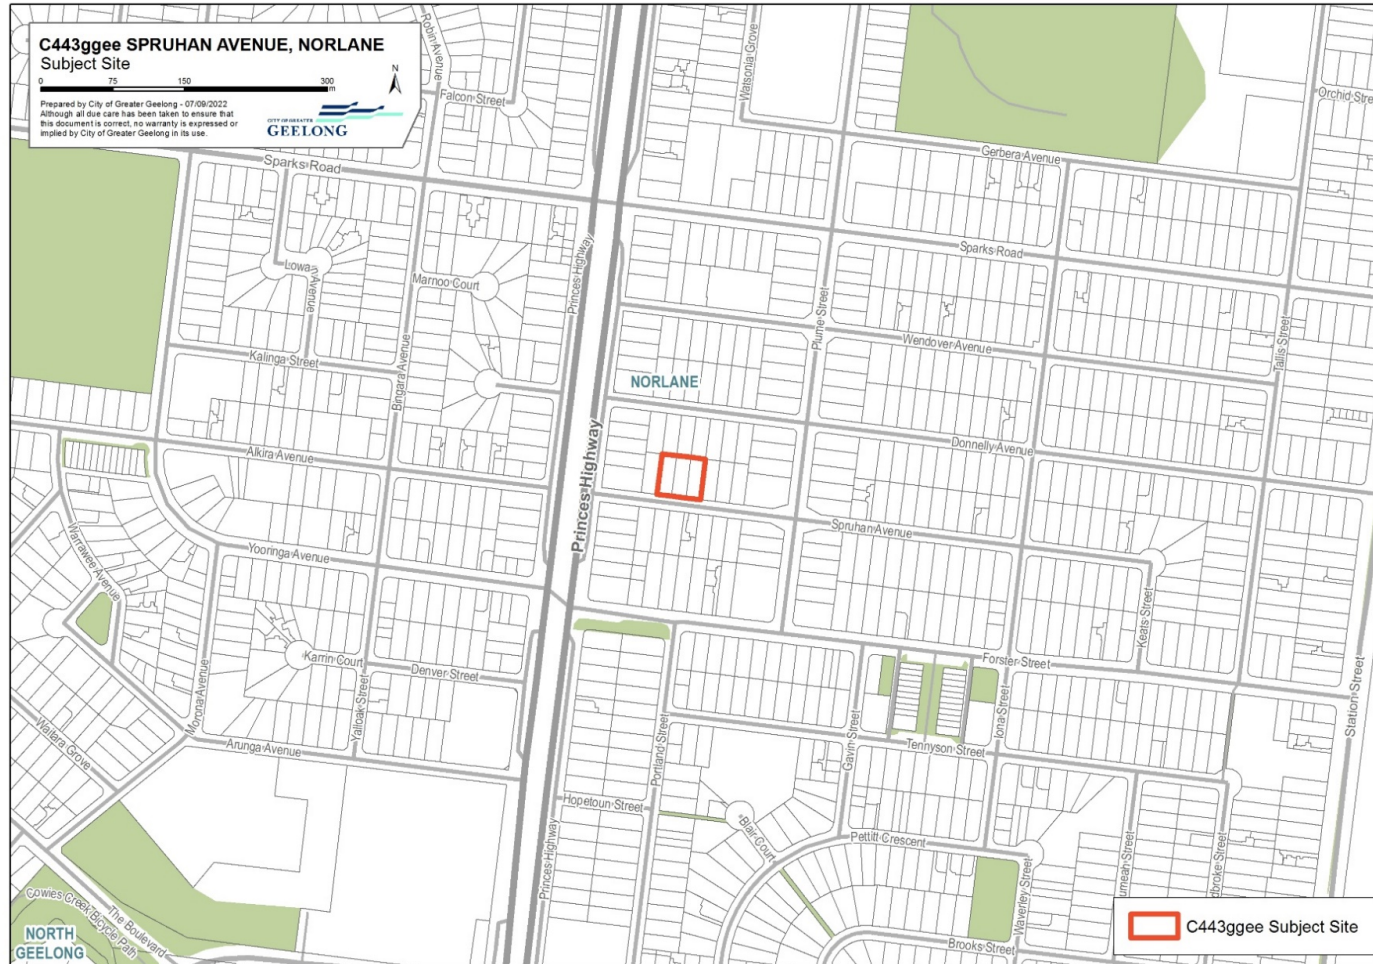 C443ggee SPRUHAN AVENUE, NORLANE
Subject Site
0 75 150 300
m
N
Prepared by City of Greater Geelong - 07/09/2022
Although all due care has been taken to ensure that
this document is correct, no warranty is expressed or
implied by City of Greater Geelong in its use.
CITY OF GREATER
GEELONG
Robin Avenue
Falcon Street
Watsonia Grove
Gerbera Avenue
Sparks Road
Sparks Road
Princes Highway
Marnoo Court
Avenue
Plume Street
Wendover Avenue
Tallis Street
Kalinga Street
Bingara Avenue
NORLANE
Donnelly Avenue
Alkira Avenue
Princes Highway
Spruhan Avenue
Warrawee Avenue
Yooringa Avenue
Keats Street
Karrin Court
Denver Street
Forster Street
Station Street
Morona Avenue
Yalloak Street
Portland Street
Gavin Street
Iona Street
Waitara Grove
Arunga Avenue
Tennyson Street
Hopetoun Street
Princes Highway
Blair Court
Pettitt Crescent
Waverley Street
Street
Street
Cowies Creek Bicycle Path
The Boulevard
NORTH
GEELONG
Brooks Street
C443ggee Subject Site